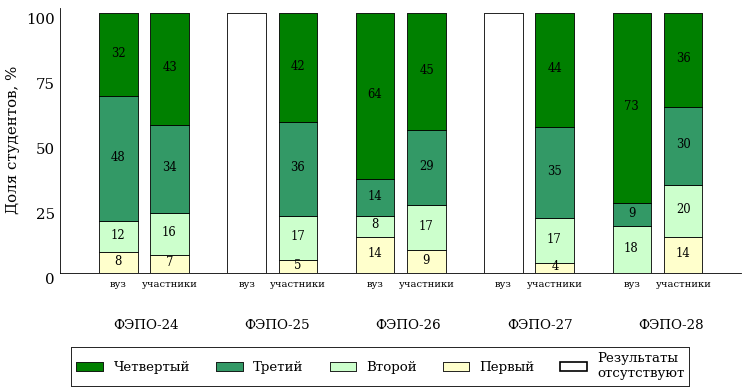 Доля студентов, %
100
75
50
25
0
32 43 42 64 45 44 73 36
48 34 36 14 29 35 9 30
12 16 17 8 17 17 18 20
8 7 5 14 9 4 14
вуз участники вуз участники вуз участники вуз участники вуз участники
ФЭПО-24 ФЭПО-25 ФЭПО-26 ФЭПО-27 ФЭПО-28
Четвертый Третий Второй Первый Результаты
отсутствуют